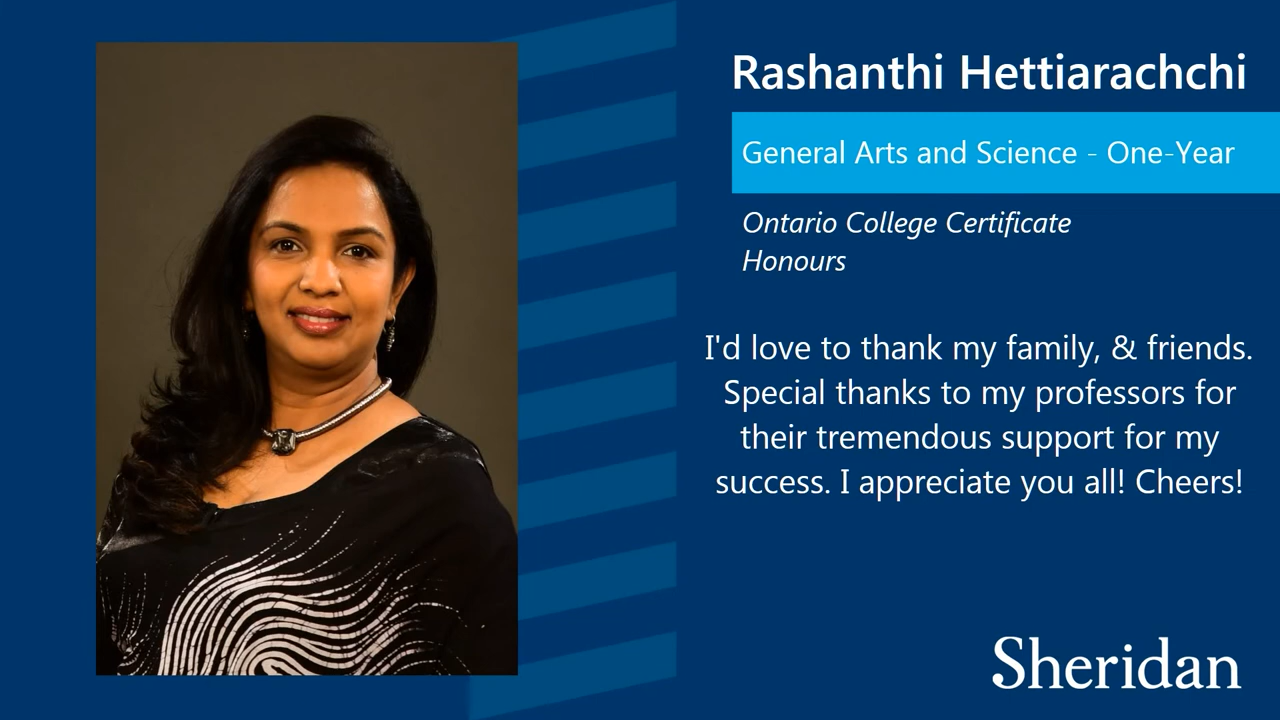 Rashanthi Hettiarachchi
General Arts and Science - One-Year
Ontario College Certificate
Honours
I'd love to thank my family, & friends.
Special thanks to my professors for
their tremendous support for my
success. I appreciate you all! Cheers!
Sheridan